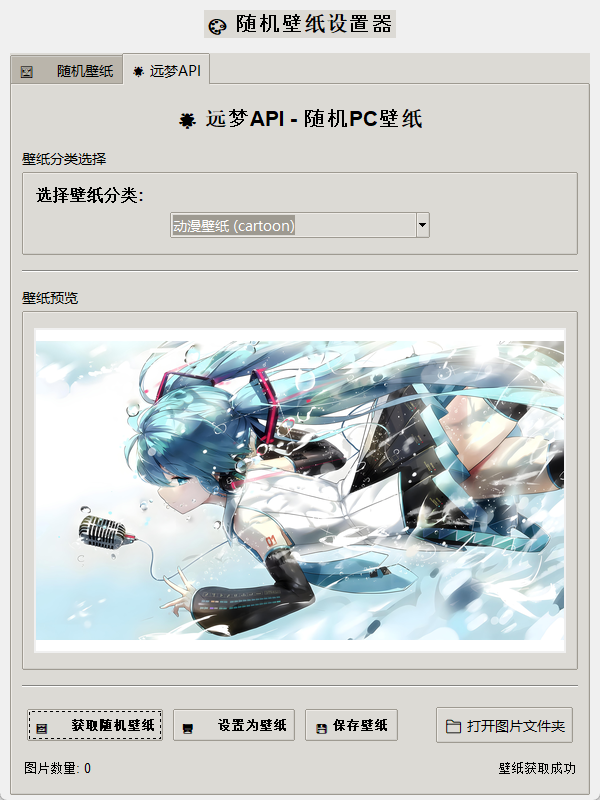 随机壁纸设置器
随机壁纸 远梦API
远梦API - 随机PC壁纸
壁纸分类选择
选择壁纸分类:
动漫壁纸 (cartoon)
壁纸预览
01
获取随机壁纸 设置为壁纸 保存壁纸 打开图片文件夹
图片数量: 0 壁纸获取成功